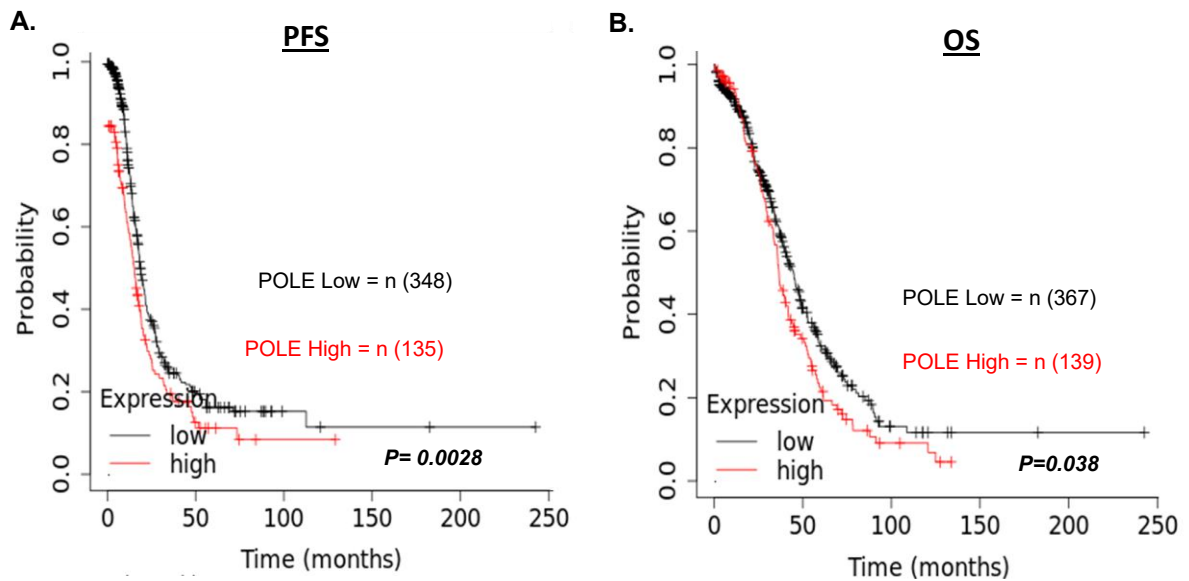 A.
PFS
Probability
1.0
0.8
0.6
0.4
0.2
0.0
POLE Low = n (348)
POLE High = n (135)
Expression
low
high
P= 0.0028
0 50 100 150 200 250
Time (months)
B.
OS
Probability
1.0
0.8
0.6
0.4
0.2
0.0
POLE Low = n (367)
POLE High = n (139)
Expression
low
high
P=0.038
0 50 100 150 200 250
Time (months)